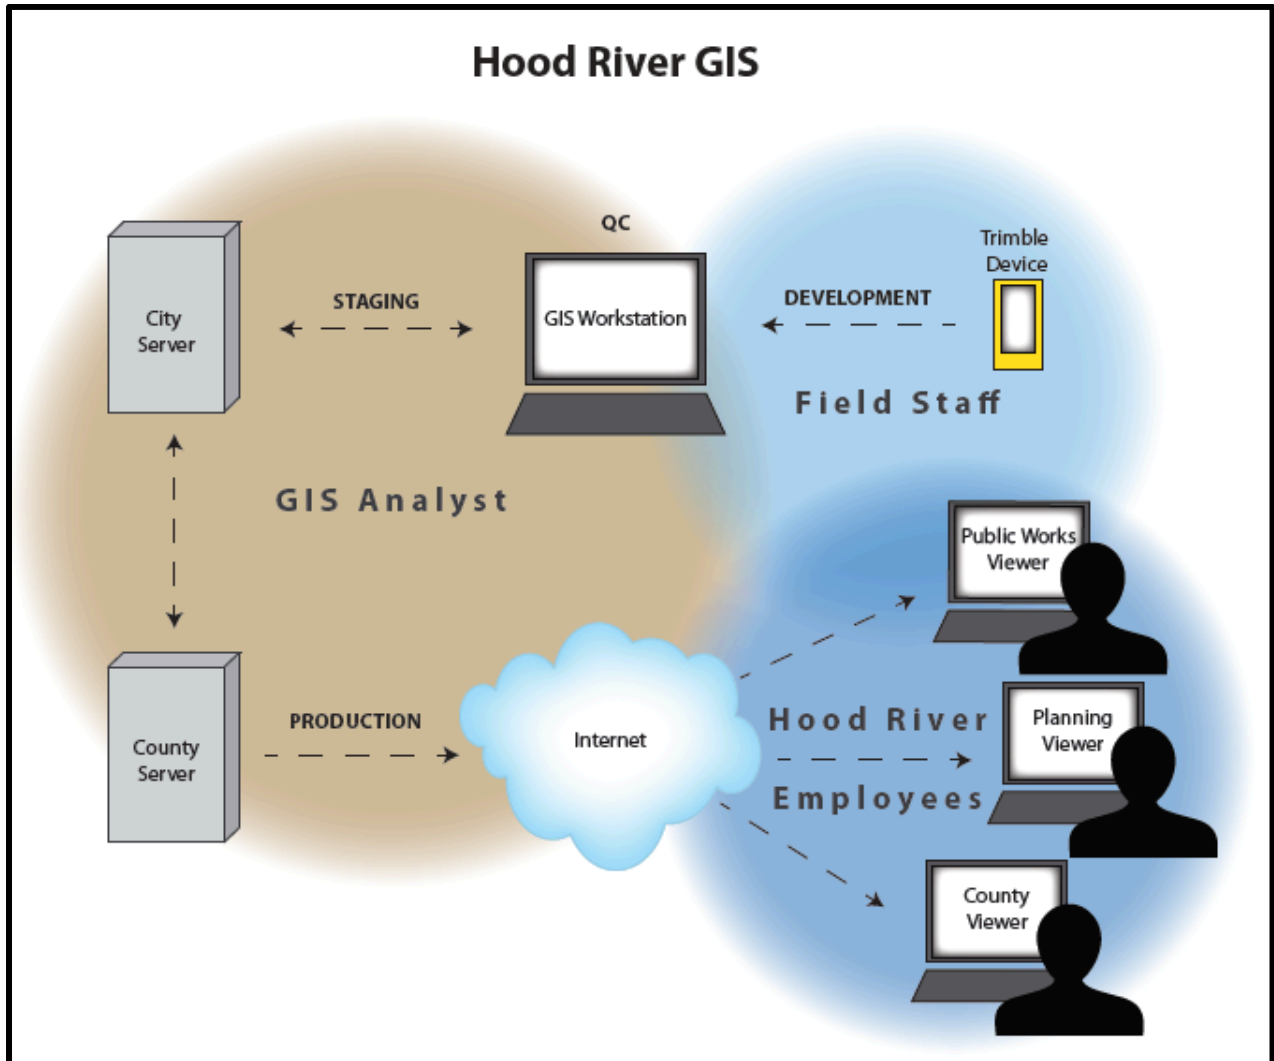 Hood River GIS
QC
Trimble
Device
City
Server
STAGING
GIS Workstation
DEVELOPMENT
Field Staff
GIS Analyst
Public Works
Viewer
County
Server
PRODUCTION
Internet
Hood River
Employees
Planning
Viewer
County
Viewer